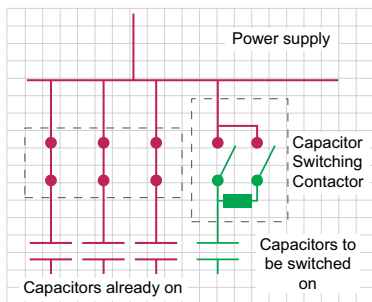 Power supply
Capacitor
Switching
Contactor
Capacitors to
be switched
on
Capacitors already on